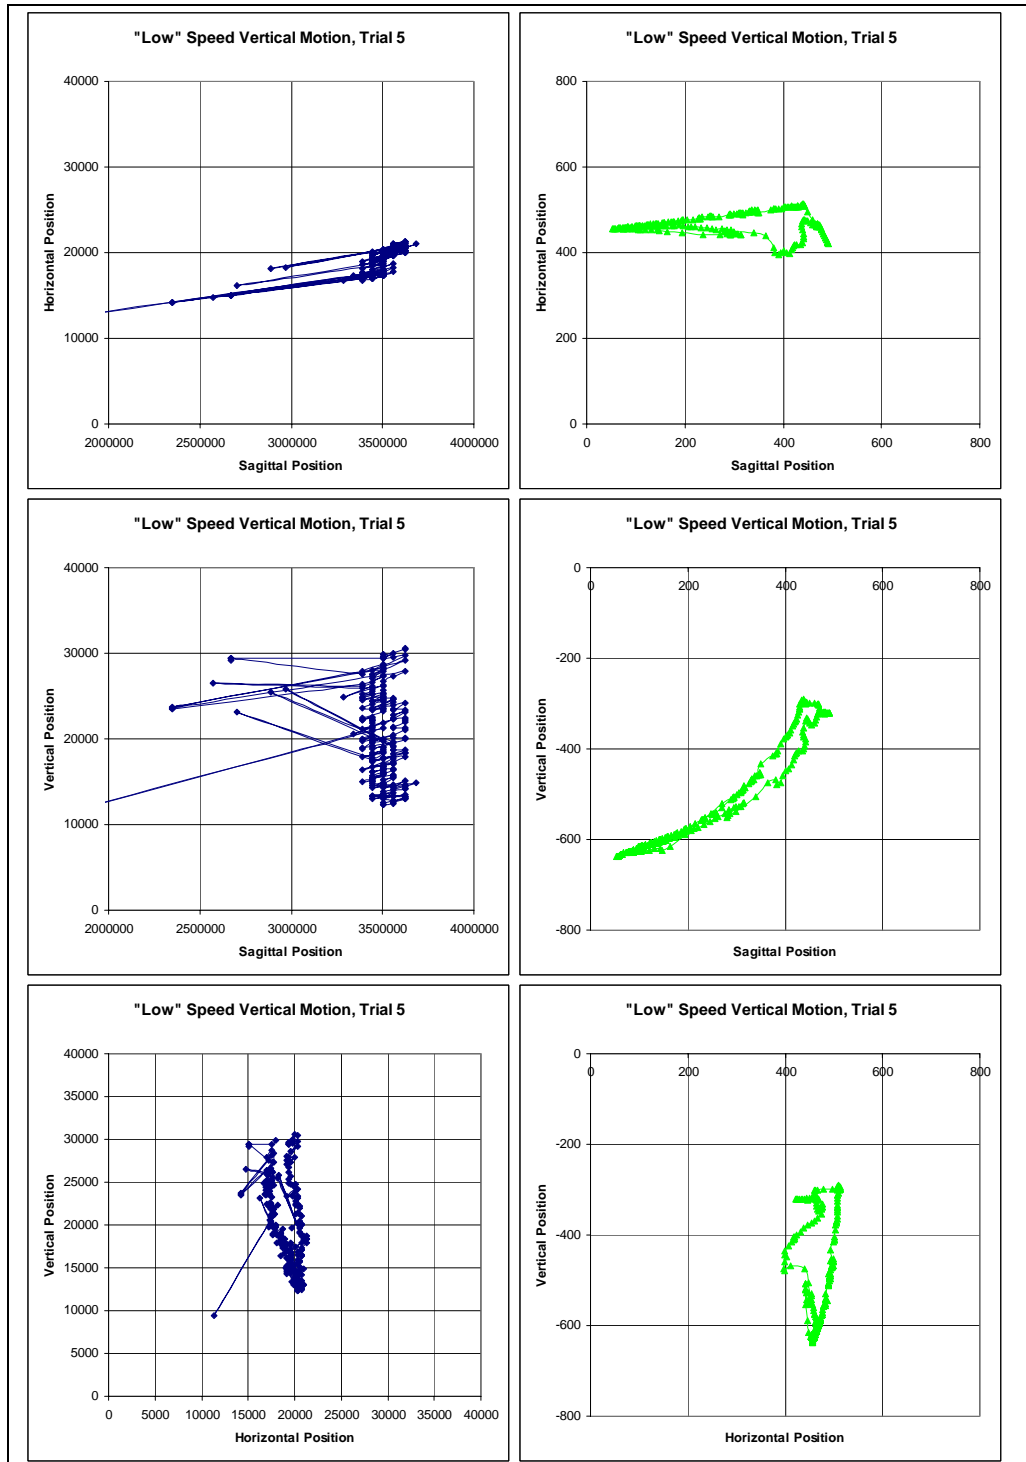 "Low" Speed Vertical Motion, Trial 5
40000
30000
20000
10000
0
2000000 2500000 3000000 3500000 4000000
Horizontal Position
Sagittal Position
"Low" Speed Vertical Motion, Trial 5
800
600
400
200
0
0 200 400 600 800
Horizontal Position
Sagittal Position
"Low" Speed Vertical Motion, Trial 5
40000
30000
20000
10000
0
2000000 2500000 3000000 3500000 4000000
Vertical Position
Sagittal Position
"Low" Speed Vertical Motion, Trial 5
0
-200
-400
-600
-800
0 200 400 600 800
Vertical Position
Sagittal Position
"Low" Speed Vertical Motion, Trial 5
40000
35000
30000
25000
20000
15000
10000
5000
0
0 5000 10000 15000 20000 25000 30000 35000 40000
Vertical Position
Horizontal Position
"Low" Speed Vertical Motion, Trial 5
0
-200
-400
-600
-800
0 200 400 600 800
Vertical Position
Horizontal Position